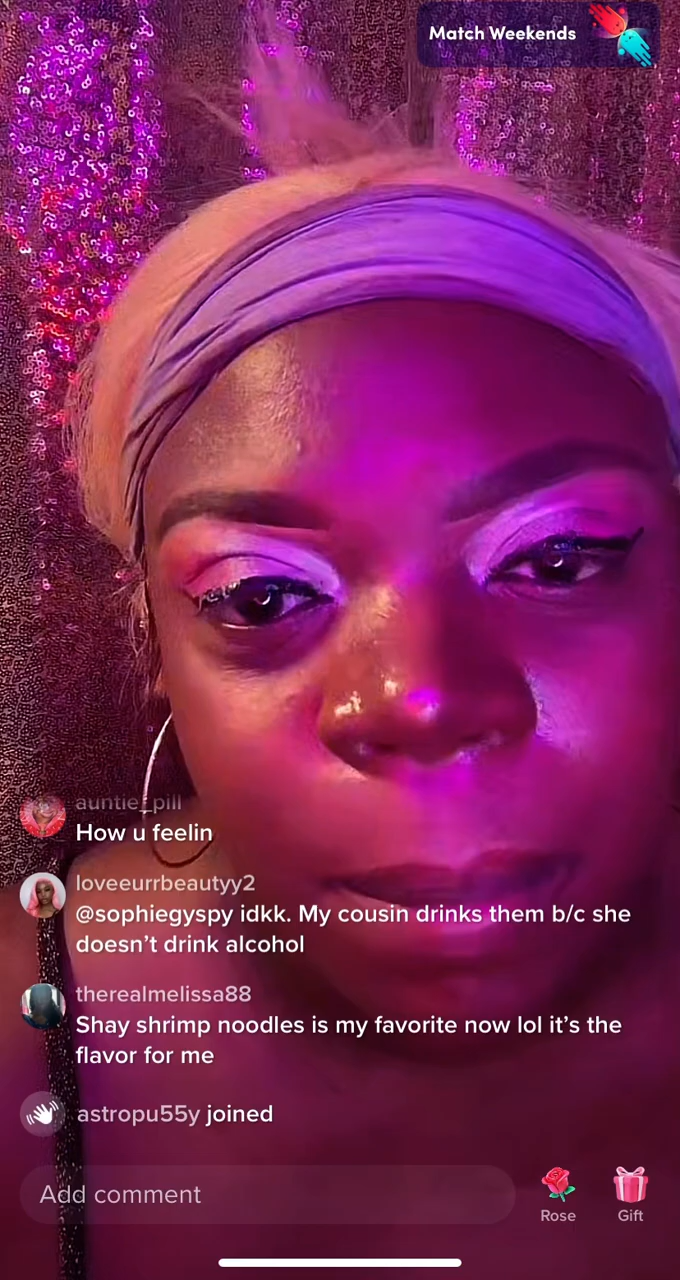 Match Weekends
auntie_pill
How u feelin
loveeurrbeautyy2
@sophiegyspy idkk. My cousin drinks them b/c she
doesn’t drink alcohol
therealmelissa88
Shay shrimp noodles is my favorite now lol it’s the
flavor for me
astropu55y joined
Add comment
Rose
Gift